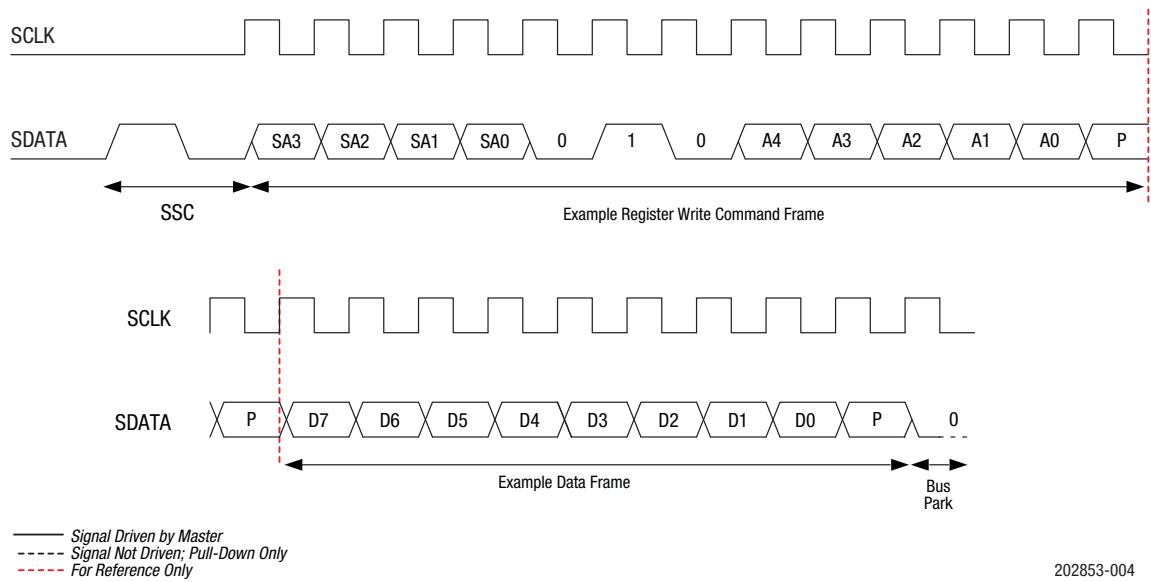 SCLK
SDATA SA3 SA2 SA1 SA0 0 1 0 A4 A3 A2 A1 A0 P
SSC Example Register Write Command Frame
SCLK
SDATA P D7 D6 D5 D4 D3 D2 D1 D0 P 0
Example Data Frame Bus
Park
Signal Driven by Master
Signal Not Driven; Pull-Down Only
For Reference Only 202853-004